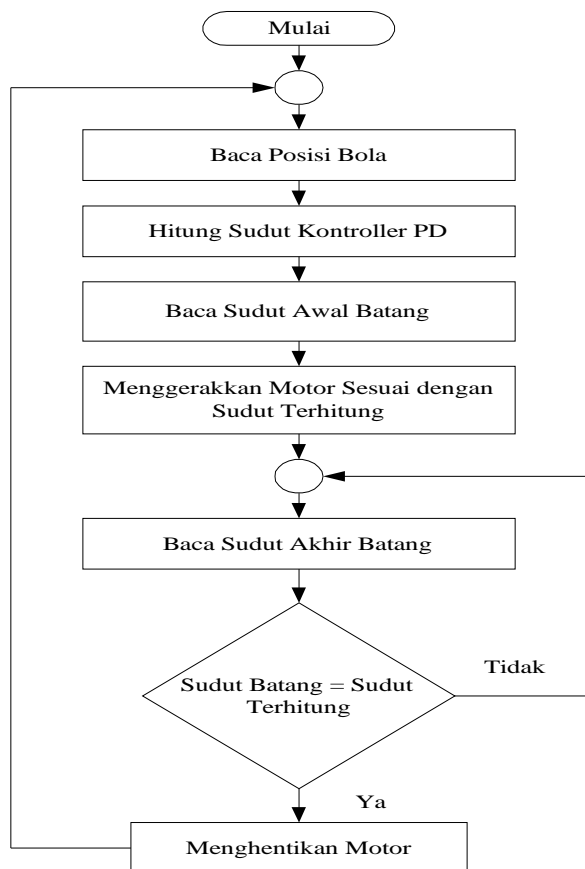 Mulai
Baca Posisi Bola
Hitung Sudut Kontroller PD
Baca Sudut Awal Batang
Menggerakkan Motor Sesuai dengan
Sudut Terhitung
Baca Sudut Akhir Batang
Sudut Batang = Sudut
Terhitung
Tidak
Ya
Menghentikan Motor